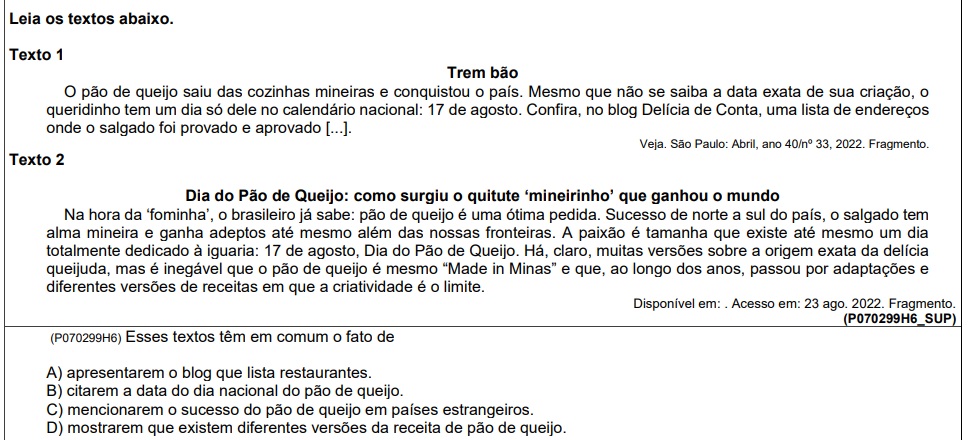 Leia os textos abaixo.
Texto 1
Trem bão
O pão de queijo saiu das cozinhas mineiras e conquistou o país. Mesmo que não se saiba a data exata de sua criação, o
queridinho tem um dia só dele no calendário nacional: 17 de agosto. Confira, no blog Delícia de Conta, uma lista de endereços
onde o salgado foi provado e aprovado [...].
Veja. São Paulo: Abril, ano 40/nº 33, 2022. Fragmento.
Texto 2
Dia do Pão de Queijo: como surgiu o quitute ‘mineirinho’ que ganhou o mundo
Na hora da ‘fominha’, o brasileiro já sabe: pão de queijo é uma ótima pedida. Sucesso de norte a sul do país, o salgado tem
alma mineira e ganha adeptos até mesmo além das nossas fronteiras. A paixão é tamanha que existe até mesmo um dia
totalmente dedicado à iguaria: 17 de agosto, Dia do Pão de Queijo. Há, claro, muitas versões sobre a origem exata da delícia
queijuda, mas é inegável que o pão de queijo é mesmo “Made in Minas” e que, ao longo dos anos, passou por adaptações e
diferentes versões de receitas em que a criatividade é o limite.
Disponível em: . Acesso em: 23 ago. 2022. Fragmento.
(P070299H6_SUP)
(P070299H6) Esses textos têm em comum o fato de
A) apresentarem o blog que lista restaurantes.
B) citarem a data do dia nacional do pão de queijo.
C) mencionarem o sucesso do pão de queijo em países estrangeiros.
D) mostrarem que existem diferentes versões da receita de pão de queijo.